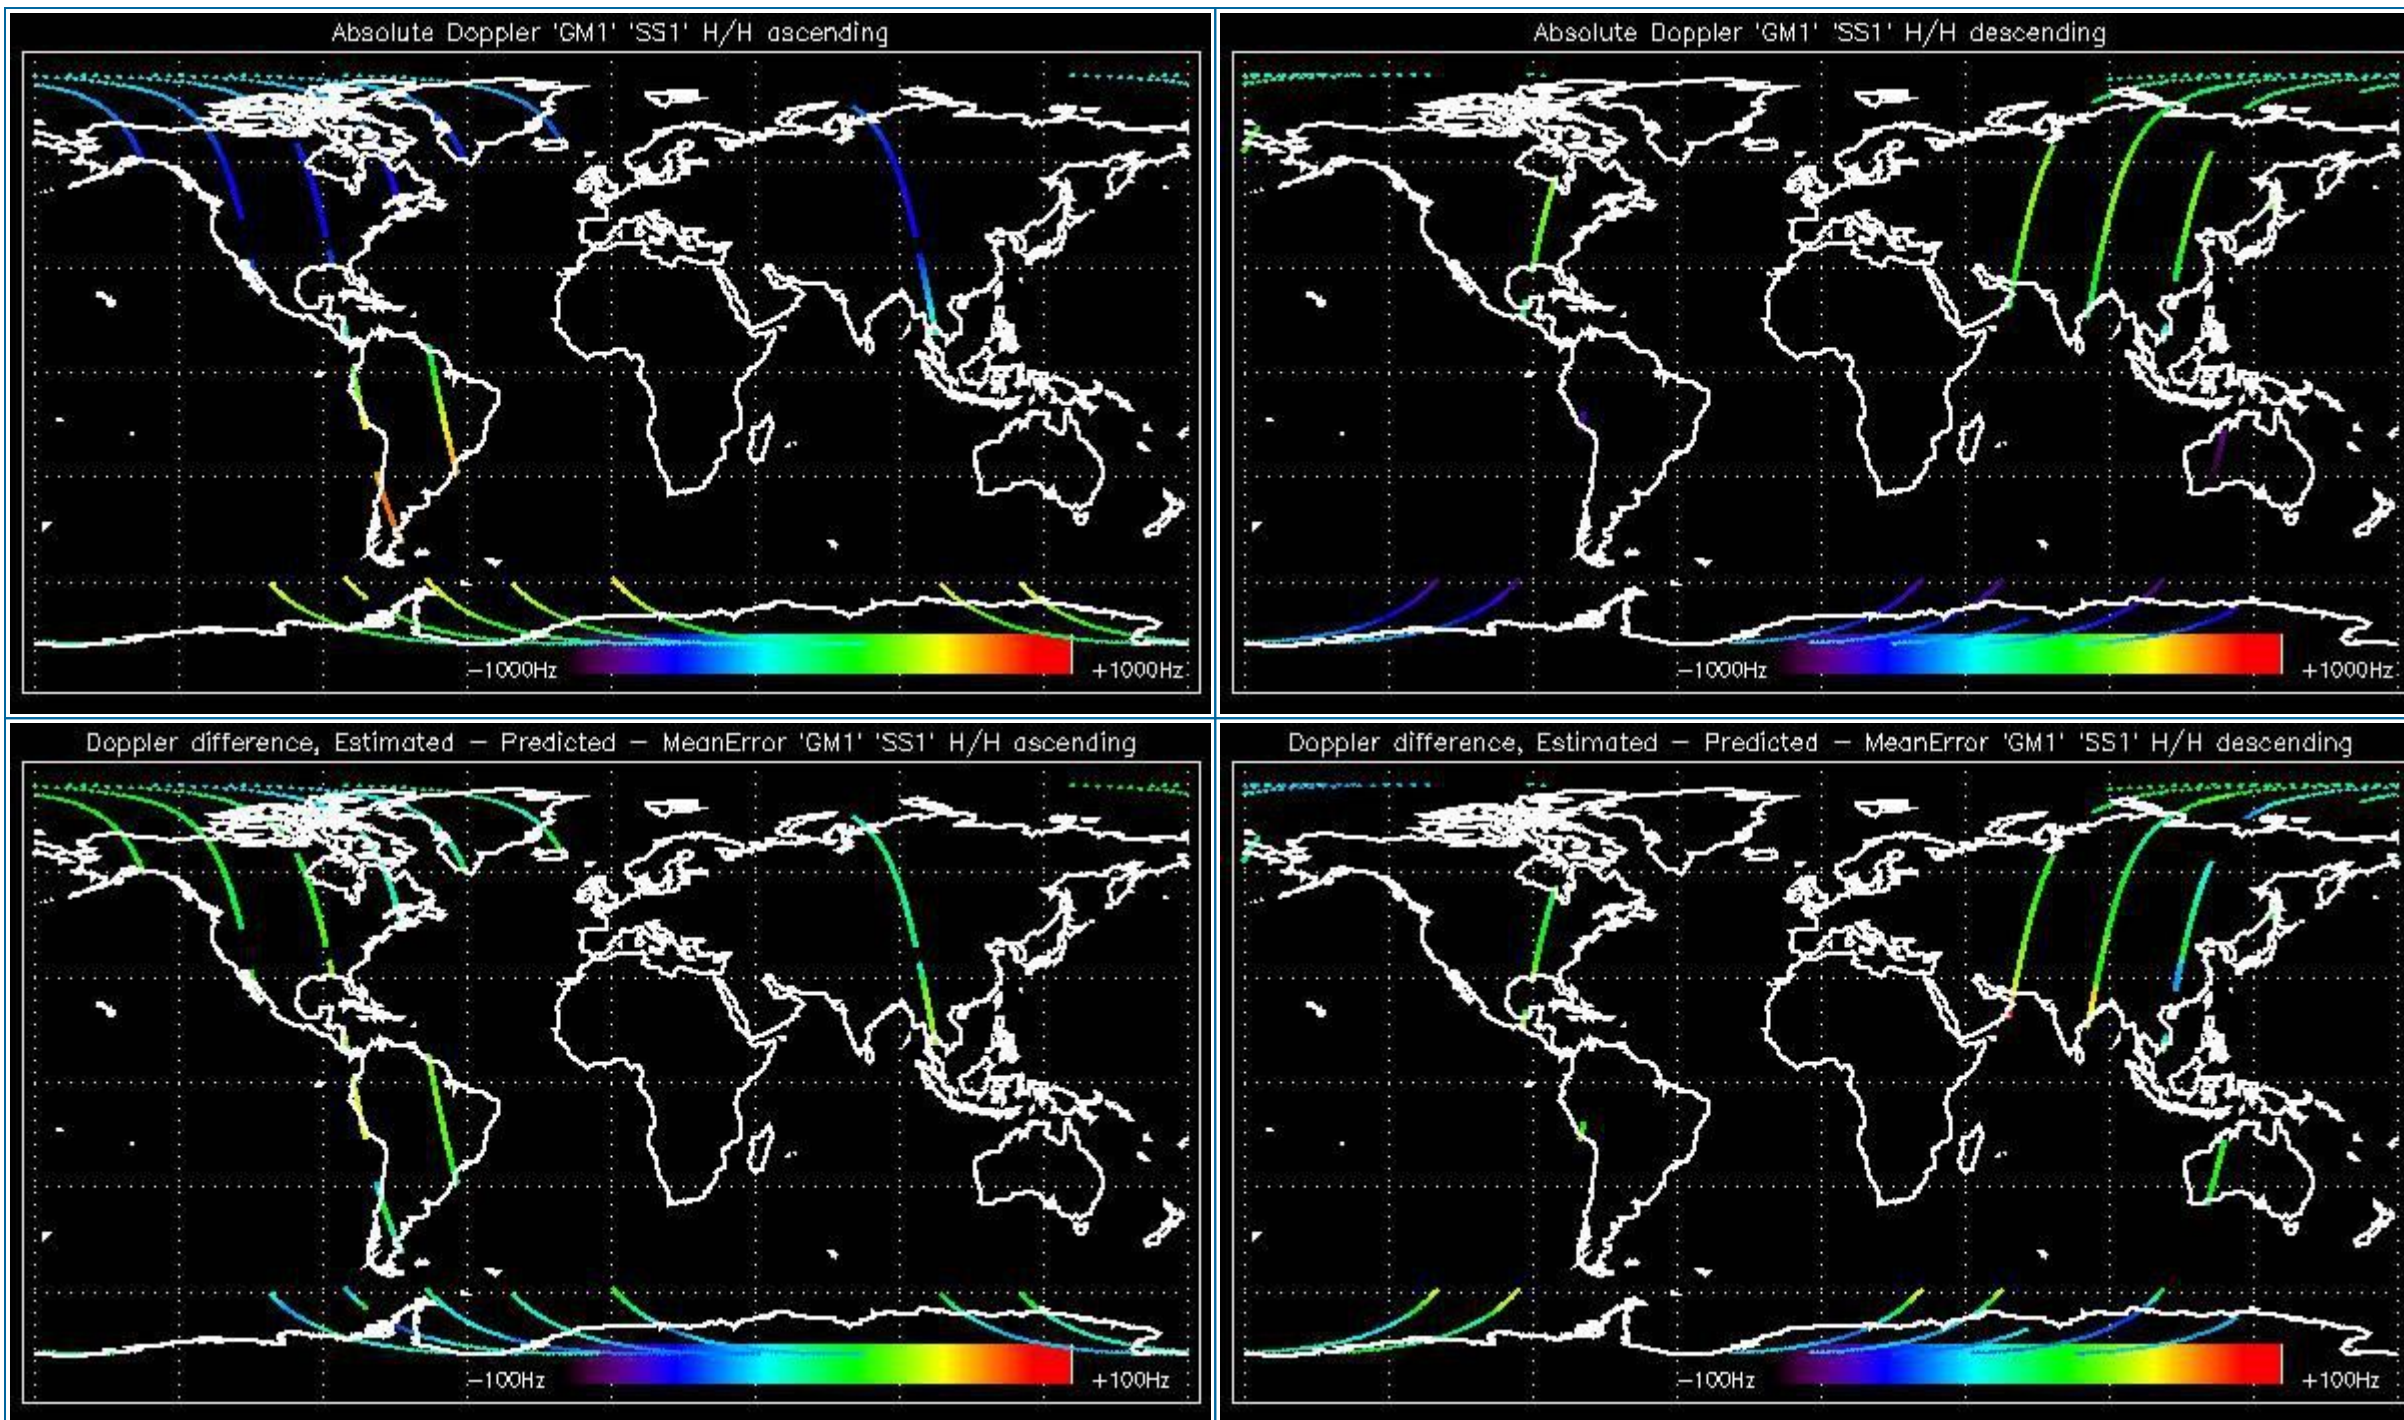 Absolute Doppler 'GM1' 'SS1' H/H ascending
-1000Hz
+1000Hz
Absolute Doppler 'GM1' 'SS1' H/H descending
-1000Hz
+1000Hz
Doppler difference, Estimated - Predicted - MeanError 'GM1' 'SS1' H/H ascending
-100Hz
+100Hz
Doppler difference, Estimated - Predicted - MeanError 'GM1' 'SS1' H/H descending
-100Hz
+100Hz